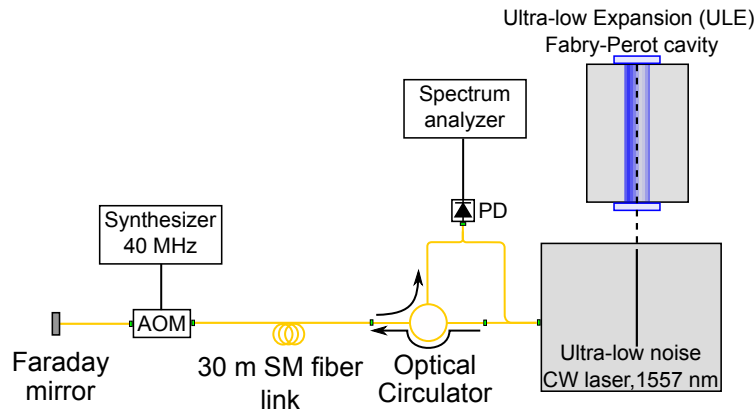 Ultra-low Expansion (ULE)
Fabry-Perot cavity
Spectrum
analyzer
PD
Synthesizer
40 MHz
AOM
Faraday
mirror
30 m SM fiber
link
Optical
Circulator
Ultra-low noise
CW laser,1557 nm